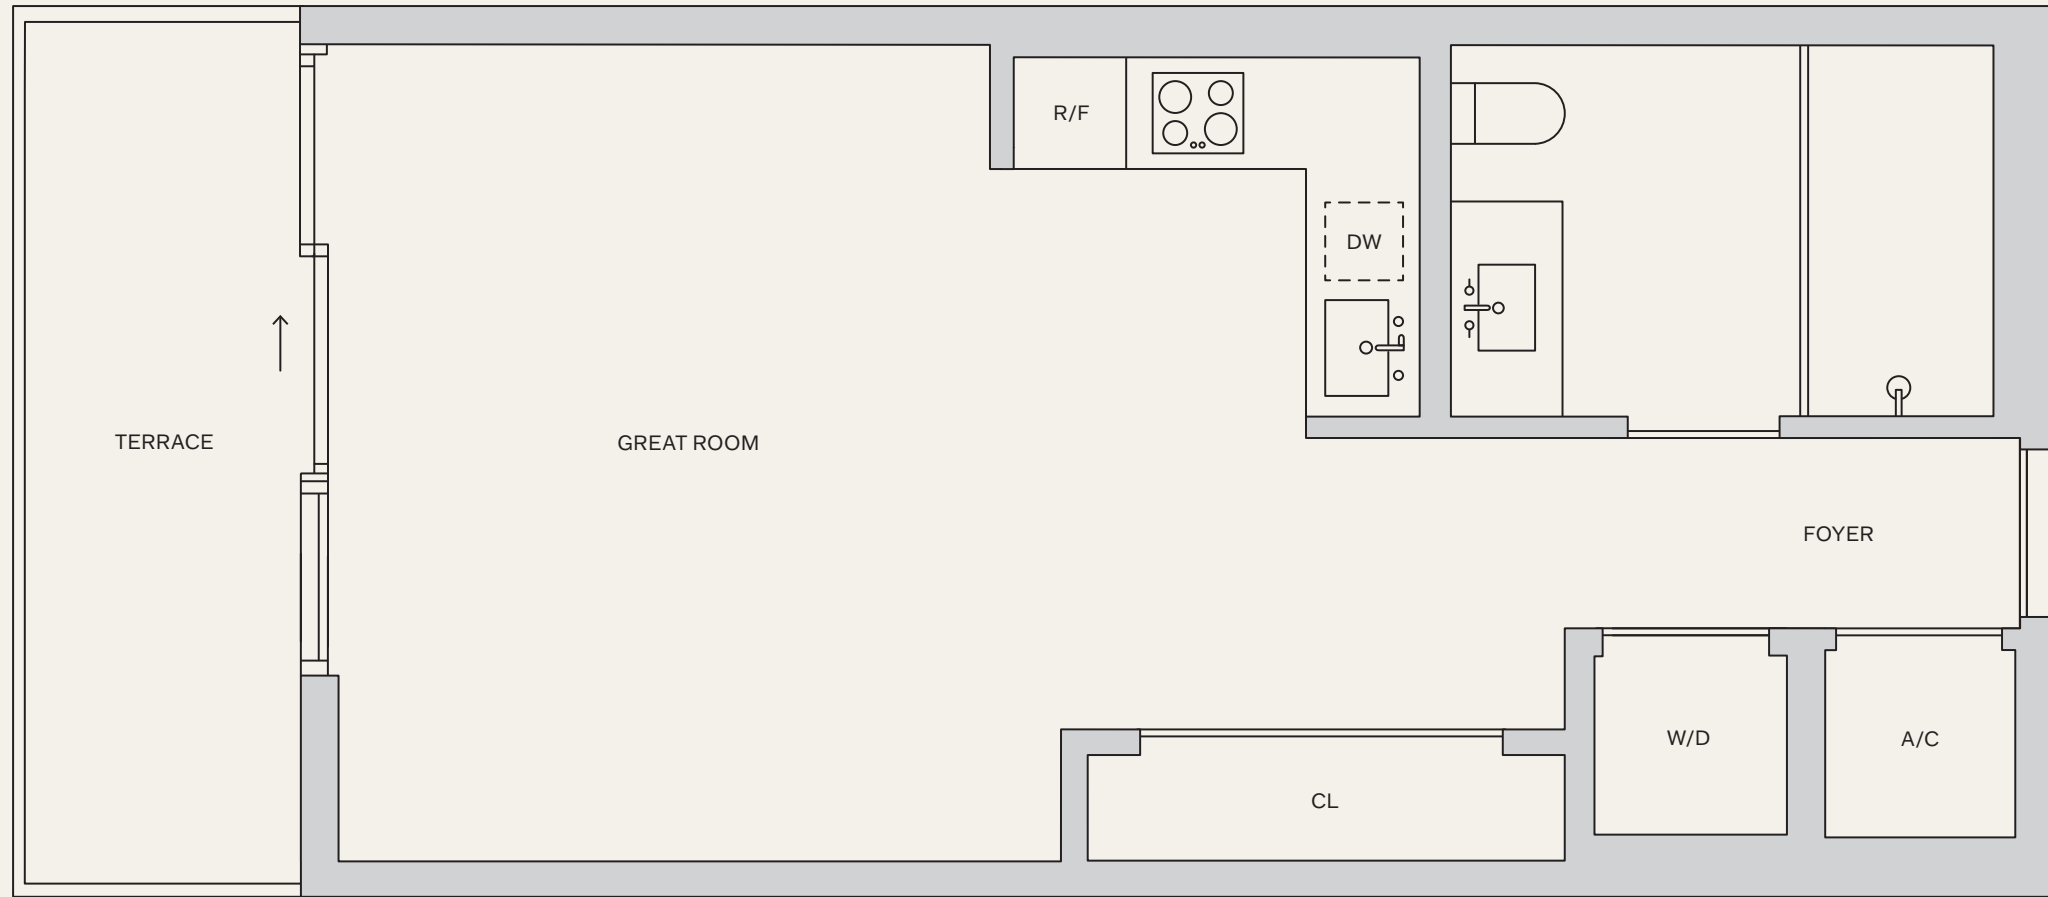 R/F
DW
TERRACE
GREAT ROOM
FOYER
W/D
A/C
CL